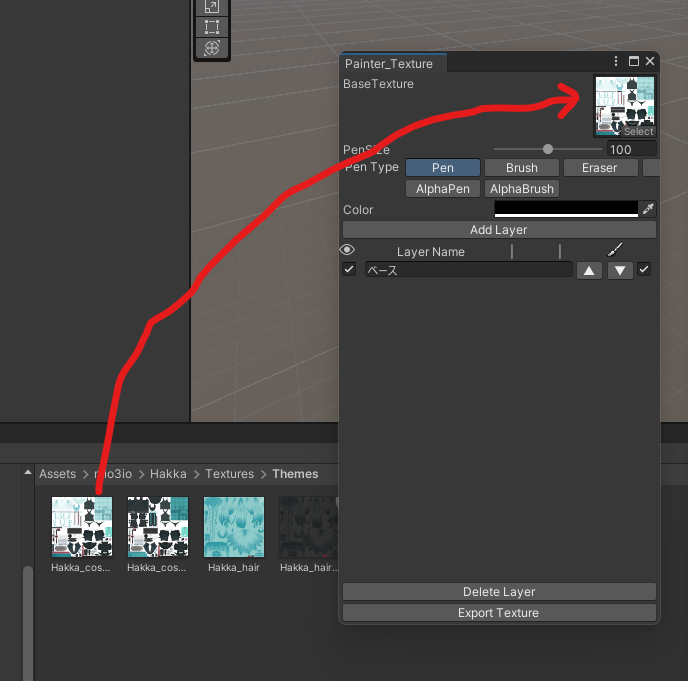 Painter_Texture
BaseTexture
Select
PenSize
100
Pen Type
Pen
Brush
Eraser
AlphaPen
AlphaBrush
Color
Add Layer
Layer Name
ベース
Assets
Hakka
Textures
Themes
Hakka_cos...
Hakka_cos...
Hakka_hair
Hakka_hair...
Delete Layer
Export Texture